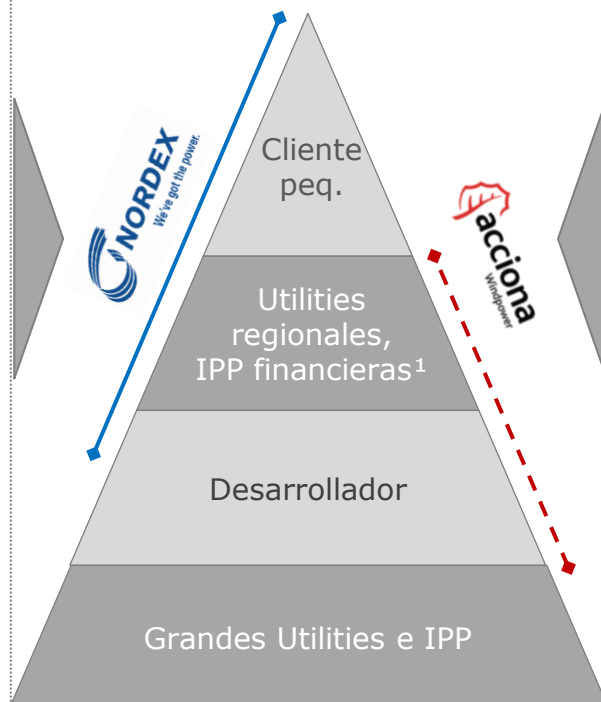 Cliente
peq.
NORDEX
We've got the power.
acciona
Windpower
Utilities
regionales,
IPP financieras¹
Desarrollador
Grandes Utilities e IPP